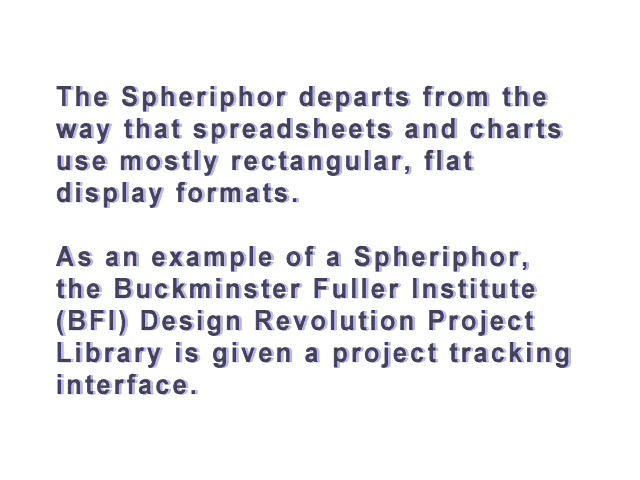 The Spheriphor departs from the
way that spreadsheets and charts
use mostly rectangular, flat
display formats.

As an example of a Spheriphor,
the Buckminster Fuller Institute
(BFI) Design Revolution Project
Library is given a project tracking
interface.